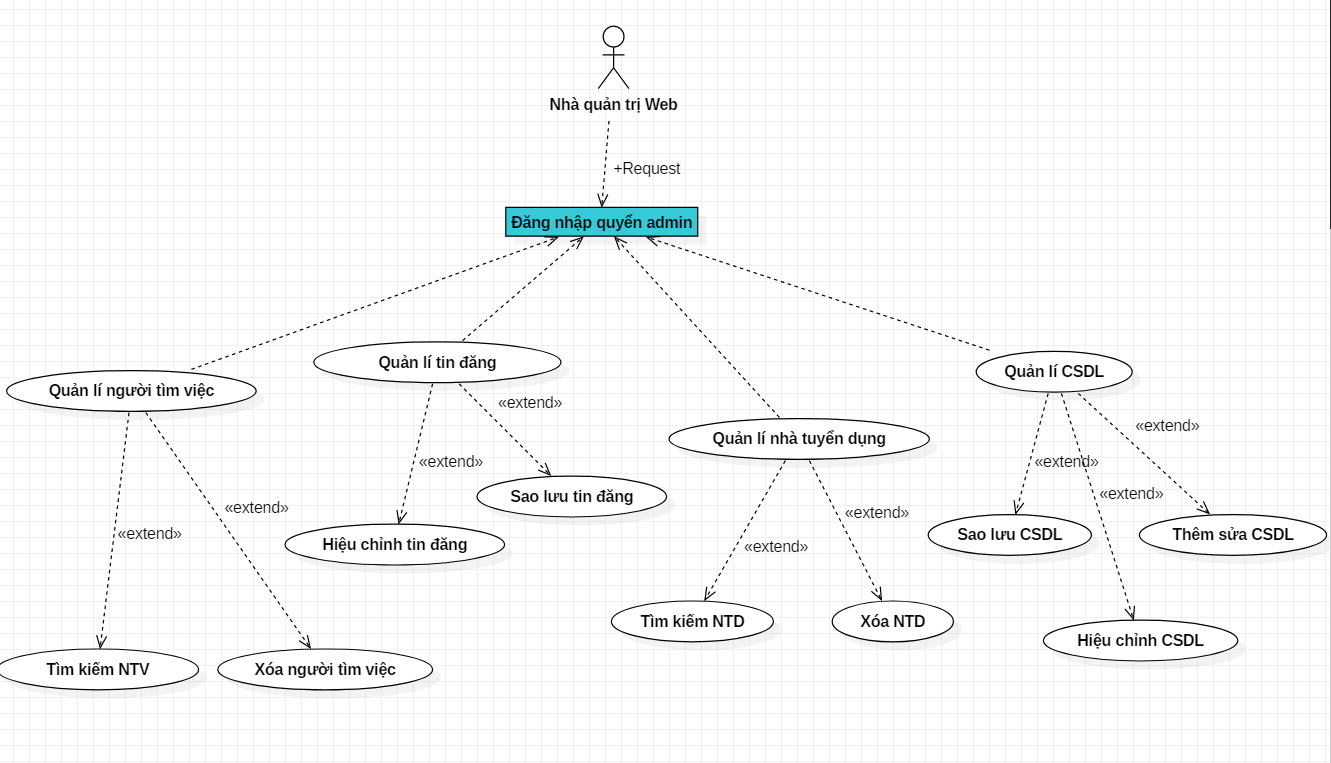 Nhà quản trị Web
+Request
Đăng nhập quyển admin
Quản lí tin đăng
Quản lí CSDL
Quản lí người tìm việc
«extend»
«extend»
Quản lí nhà tuyển dụng
«extend»
«extend»
«extend»
Sao lưu tin đăng
«extend»
«extend»
«extend»
Sao lưu CSDL
Thêm sửa CSDL
Hiệu chỉnh tin đăng
«extend»
«extend»
Tìm kiếm NTD
Xóa NTD
Hiệu chỉnh CSDL
Tìm kiếm NTV
Xóa người tìm việc